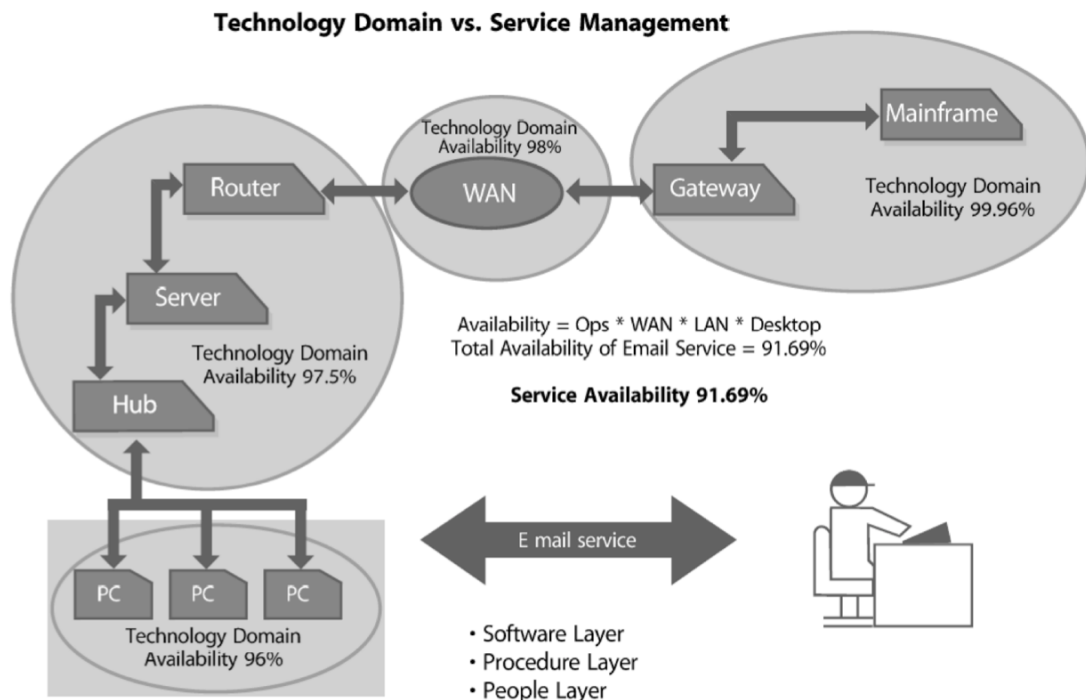 Technology Domain vs. Service Management
Mainframe
Technology Domain
Availability 98%
Router
WAN
Gateway
Technology Domain
Availability 99.96%
Server
Availability = Ops * WAN * LAN * Desktop
Total Availability of Email Service = 91.69%
Technology Domain
Availability 97.5%
Service Availability 91.69%
Hub
E mail service
PC
PC
PC
Technology Domain
Availability 96%
• Software Layer
• Procedure Layer
• People Layer